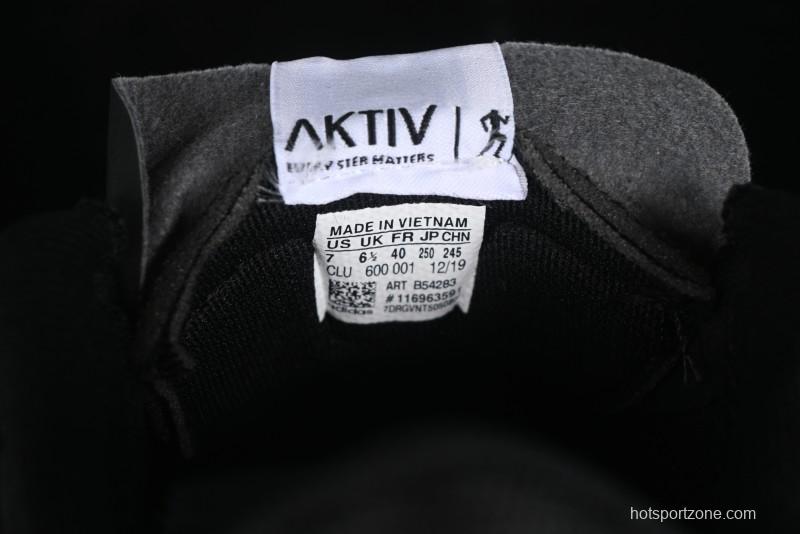 AKTIV
EVERY STEP MATTERS
MADE IN VIETNAM
US UK FR JP CHN
7 6½ 40 250 245
CLU 600 001 12/19
ART B54283
#11696359
adidas
hotsportzone.com